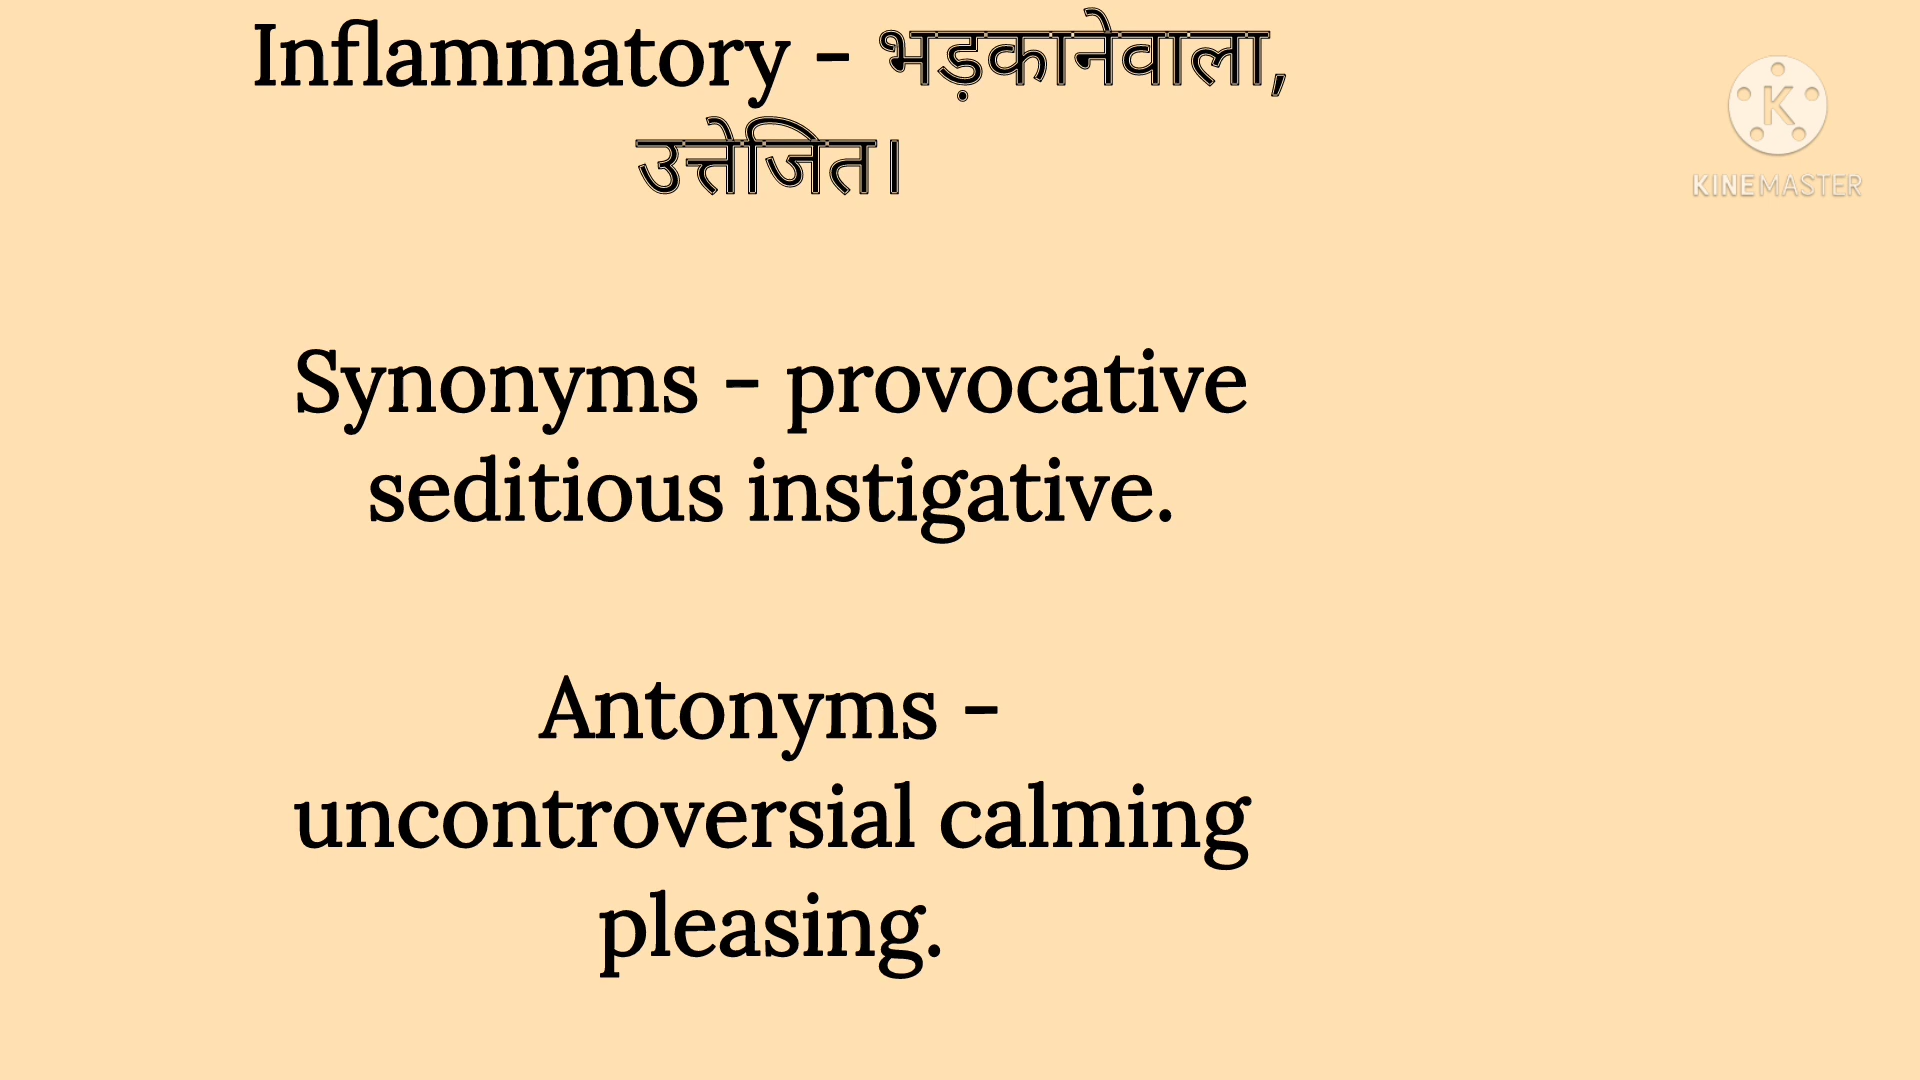 Inflammatory - भड़कानेवाला,
उत्तेजित।
K
KINEMASTER
Synonyms - provocative
seditious instigative.
Antonyms -
uncontroversial calming
pleasing.